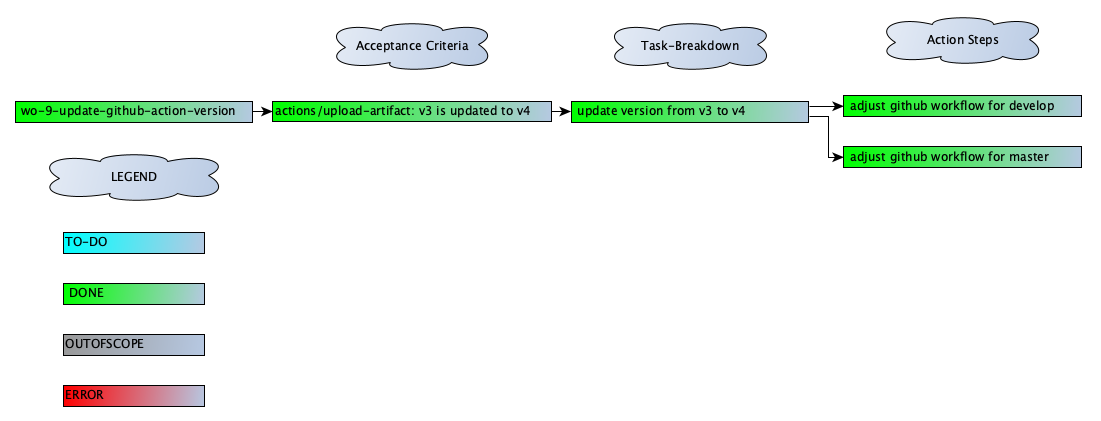 Acceptance Criteria
Task-Breakdown
Action Steps
wo-9-update-github-action-version
actions/upload-artifact: v3 is updated to v4
update version from v3 to v4
adjust github workflow for develop
adjust github workflow for master
LEGEND
TO-DO
DONE
OUTOFSCOPE
ERROR